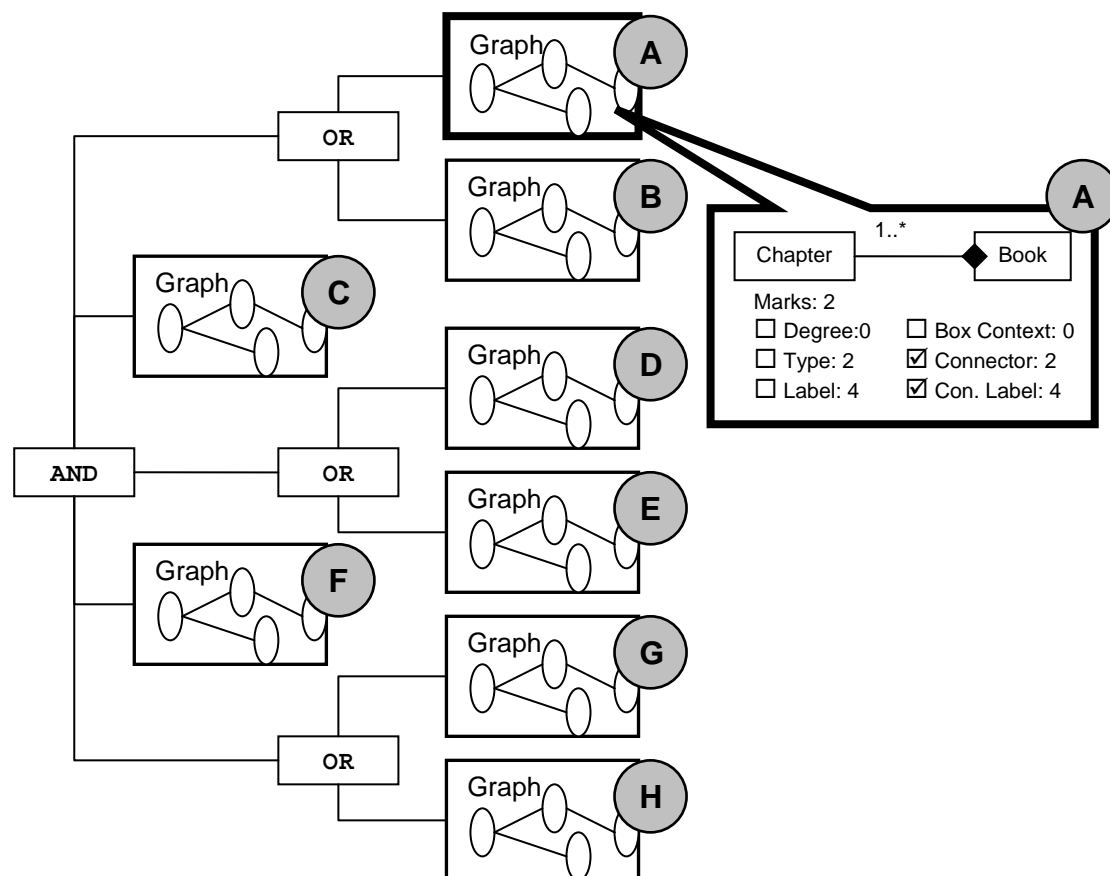 Graph A
OR
Graph B
A
1..*
Chapter Book
Marks: 2
☐ Degree:0 ☐ Box Context: 0
☐ Type: 2 ☑ Connector: 2
☐ Label: 4 ☑ Con. Label: 4
Graph C
Graph D
AND OR
Graph E
Graph F
Graph G
OR
Graph H